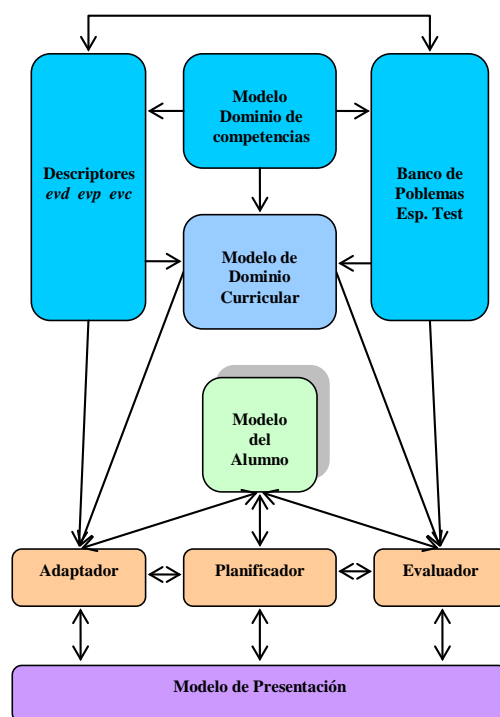 Modelo
Dominio de
competencias
Descriptores
evd evp evc
Banco de
Poblemas
Esp. Test
Modelo de
Dominio
Curricular
Modelo
del
Alumno
Adaptador
Planificador
Evaluador
Modelo de Presentación